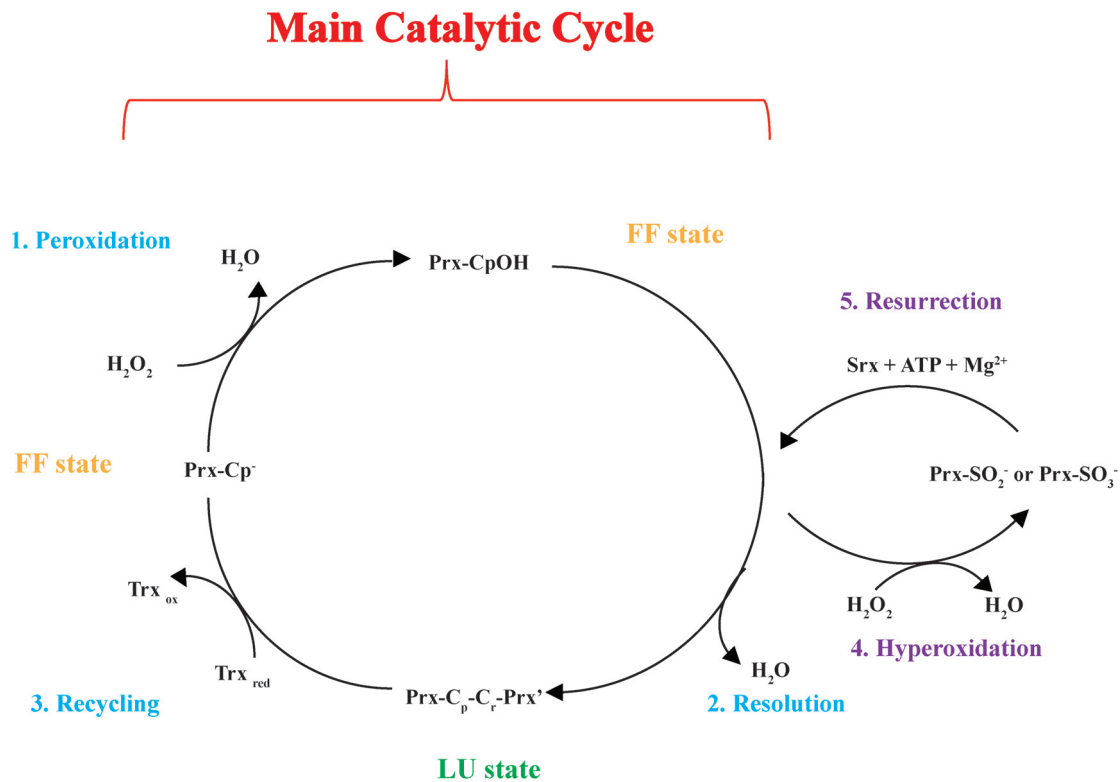 Main Catalytic Cycle
1. Peroxidation
FF state
H₂O
Prx-CpOH
5. Resurrection
H₂O₂
Srx + ATP + Mg²⁺
FF state
Prx-Cp⁻
Prx-SO₂⁻ or Prx-SO₃⁻
Trx ox
H₂O₂
H₂O
4. Hyperoxidation
Trx red
H₂O
3. Recycling
Prx-Cₚ-Cᵣ-Prx’
2. Resolution
LU state